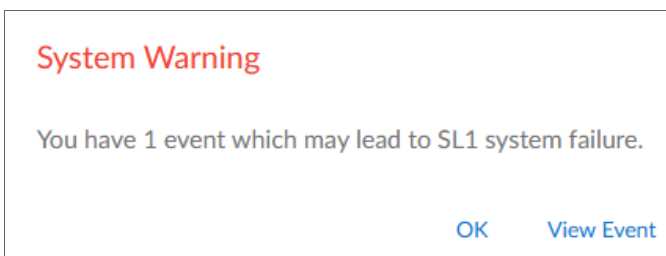 System Warning
You have 1 event which may lead to SL1 system failure.
OK View Event